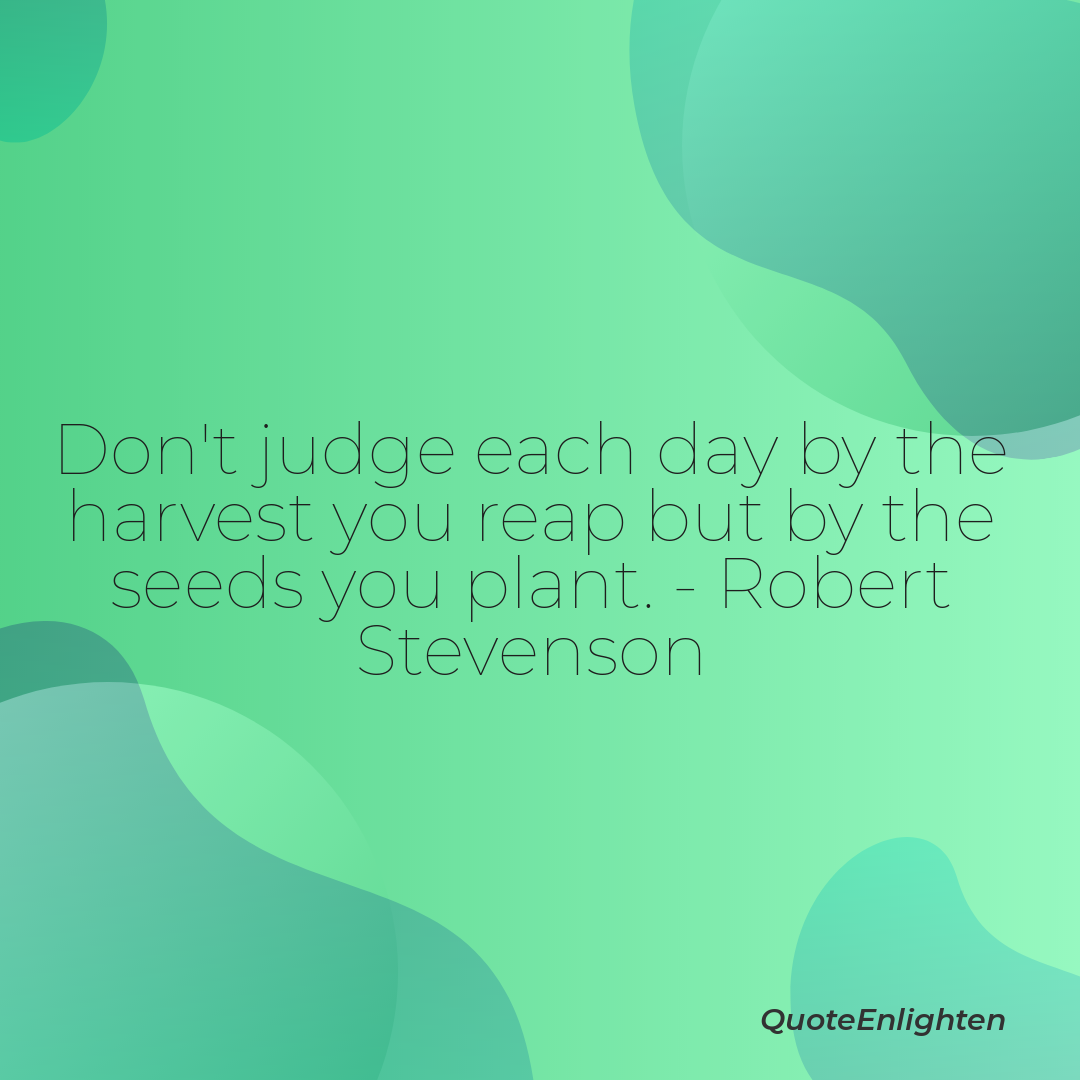 Don't judge each day by the
harvest you reap but by the
seeds you plant. - Robert
Stevenson
QuoteEnlighten